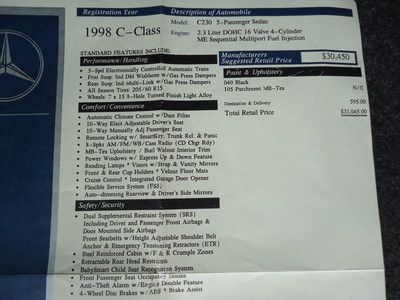 Registration Year
Description of Automobile
1998 C-Class
Model: C230 5-Passenger Sedan
Engine: 2.3 Liter DOHC 16 Valve 4-Cylinder
ME Sequential Multiport Fuel Injection
STANDARD FEATURES INCLUDE:
Performance/Handling
5-Spd Electronically Controlled Automatic Trans
Frnt Susp: Ind Dbl Wishbone w/Gas Press Dampers
Rear Susp: Ind Multi-Link w/Gas Press Dampers
All Season Tires: 205/60 R15
Wheels: 7 x 15 8-Hole Turned Finish Light Alloy
Comfort/Convenience
Automatic Climate Control w/Dust Filter
10-Way Elect Adjustable Driver's Seat
10-Way Manually Adj Passenger Seat
Remote Locking w/SmartKey, Trunk Rel. & Panic
8-Spkr AM/FM/WB/Cass Radio (CD Chgr Rdy)
MB-Tex Upholstery / Burl Walnut Interior Trim
Power Windows w/ Express Up & Down Feature
Reading Lamps * Visors w/Strap & Vanity Mirrors
Front & Rear Cup Holders * Velour Floor Mats
Cruise Control * Integrated Garage Door Opener
Flexible Service System (FSS)
Auto-dimming Rearview & Driver's Side Mirrors
Safety/Security
Dual Supplemental Restraint System (SRS)
Including Driver and Passenger Front Airbags &
Door Mounted Side Airbags
Front Seatbelts w/Height Adjustable Shoulder Belt
Anchor & Emergency Tensioning Retractors (ETR)
Steel Reinforced Cabin w/F & R Crumple Zones
Retractable Rear Head Restraints
BabySmart Child Seat Recognition System
Front Passenger Seat Occupancy Sensor
Anti-Theft Alarm w/Engine Disable Feature
4-Wheel Disc Brakes w/ABS * Brake Assist
Manufacturers
Suggested Retail Price
$30,450
Paint & Upholstery
040 Black
105 Parchment MB-Tex N/C
Destination & Delivery 595.00
Total Retail Price $31,045.00